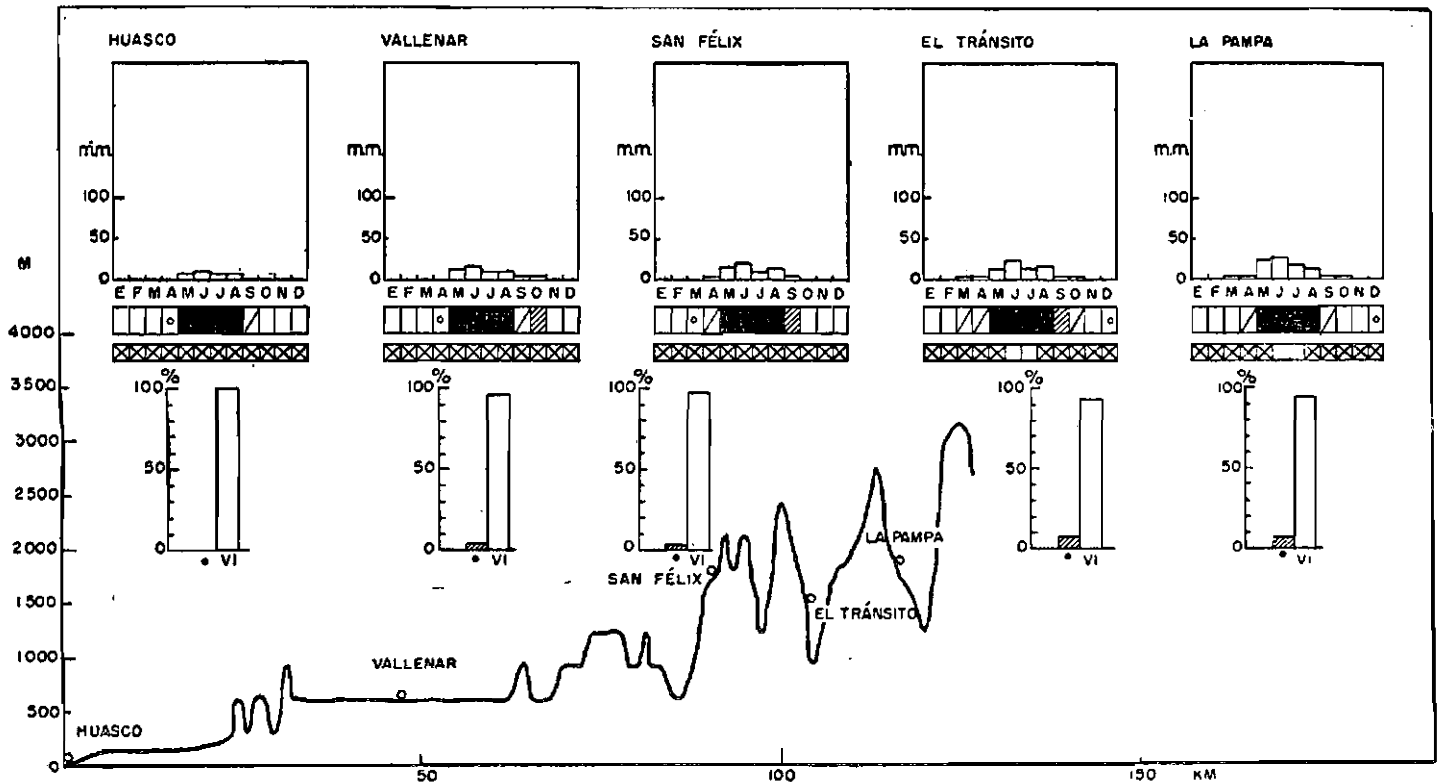 HUASCO VALLENAR SAN FÉLIX EL TRÁNSITO LA PAMPA
mm. mm. mm. mm. mm.
100 100 100 100 100
50 50 50 50 50
0 0 0 0 0
M
E F M A M J J A S O N D E F M A M J J A S O N D E F M A M J J A S O N D E F M A M J J A S O N D E F M A M J J A S O N D
4000
% % % % %
3500 100 100 100 100 100
3000
50 50 50 50 50
2500
2000
LA PAMPA
0 0 0 0 0
• VI • VI • VI • VI • VI
SAN FÉLIX
1500
EL TRÁNSITO
1000
VALLENAR
500
HUASCO
0
50 100 150 KM